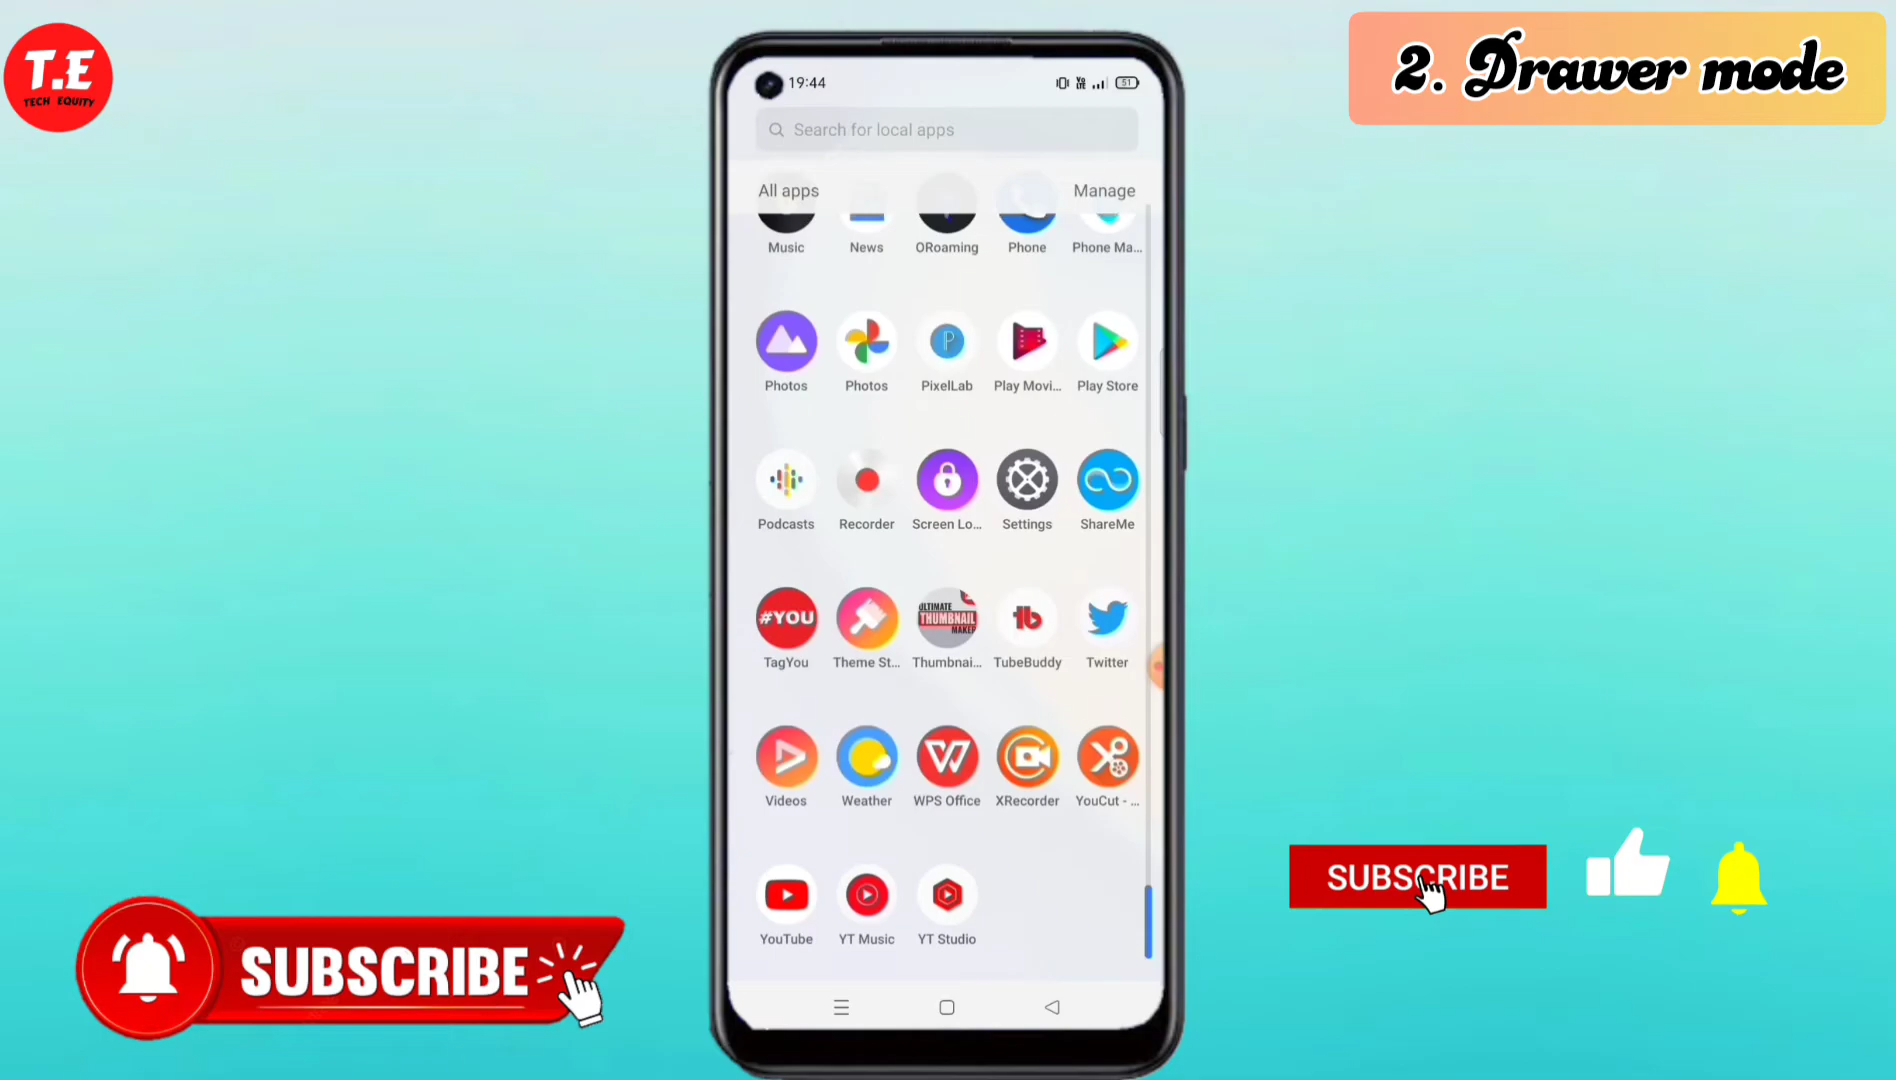 T.E
TECH EQUITY
2. Drawer mode
19:44
51
Search for local apps
All apps
Manage
Music
News
ORoaming
Phone
Phone Ma...
Photos
Photos
PixelLab
Play Movi...
Play Store
Podcasts
Recorder
Screen Lo...
Settings
ShareMe
#YOU
ULTIMATE
THUMBNAIL
MAKER
TagYou
Theme St...
Thumbnai...
TubeBuddy
Twitter
Videos
Weather
WPS Office
XRecorder
YouCut - ...
YouTube
YT Music
YT Studio
SUBSCRIBE
SUBSCRIBE